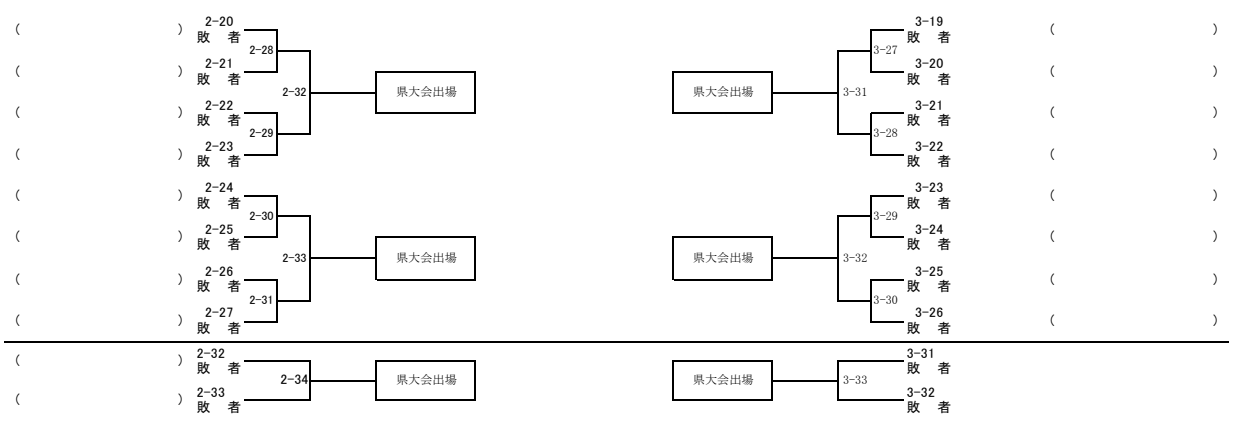 (　　) 2-20 敗　者
2-28
(　　) 2-21 敗　者
2-32
県大会出場
(　　) 2-22 敗　者
2-29
(　　) 2-23 敗　者
(　　) 2-24 敗　者
2-30
(　　) 2-25 敗　者
2-33
県大会出場
(　　) 2-26 敗　者
2-31
(　　) 2-27 敗　者
(　　) 2-32 敗　者
2-34
県大会出場
(　　) 2-33 敗　者
3-19 敗　者 (　　)
3-27
3-20 敗　者 (　　)
県大会出場
3-31
3-21 敗　者 (　　)
3-28
3-22 敗　者 (　　)
3-23 敗　者 (　　)
3-29
3-24 敗　者 (　　)
県大会出場
3-32
3-25 敗　者 (　　)
3-30
3-26 敗　者 (　　)
3-31 敗　者
県大会出場
3-33
3-32 敗　者